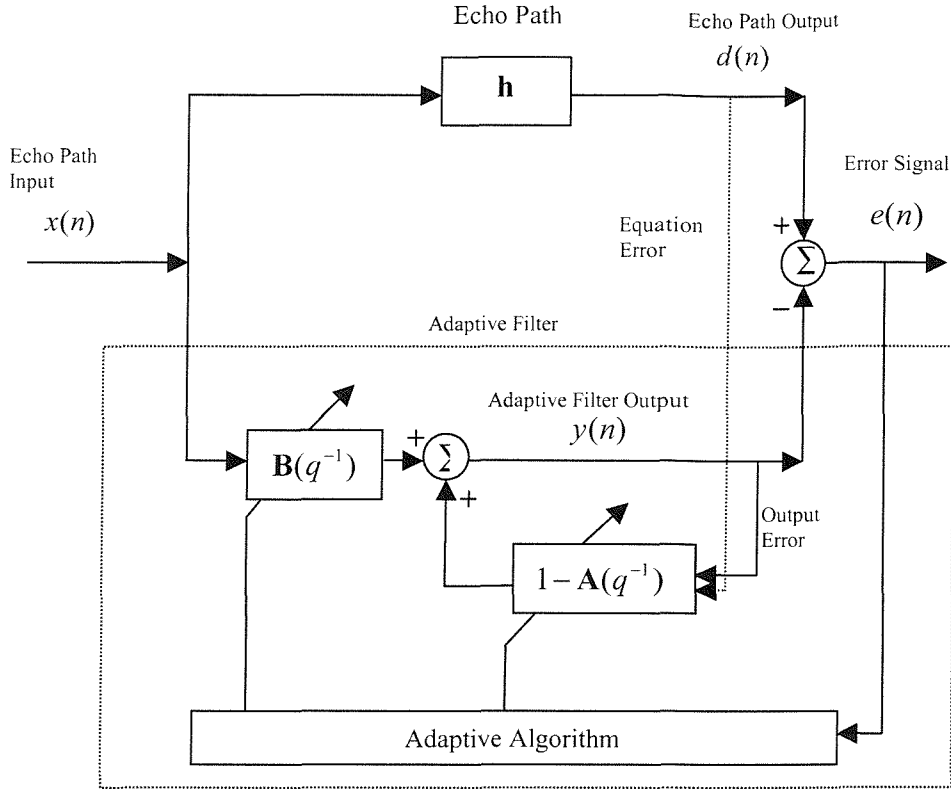 Echo Path
Echo Path Output
d(n)
h
Echo Path
Input
x(n)
Error Signal
e(n)
Equation
Error
+
Σ
−
Adaptive Filter
Adaptive Filter Output
y(n)
B(q⁻¹)
+
Σ
+
Output
Error
1 − A(q⁻¹)
Adaptive Algorithm